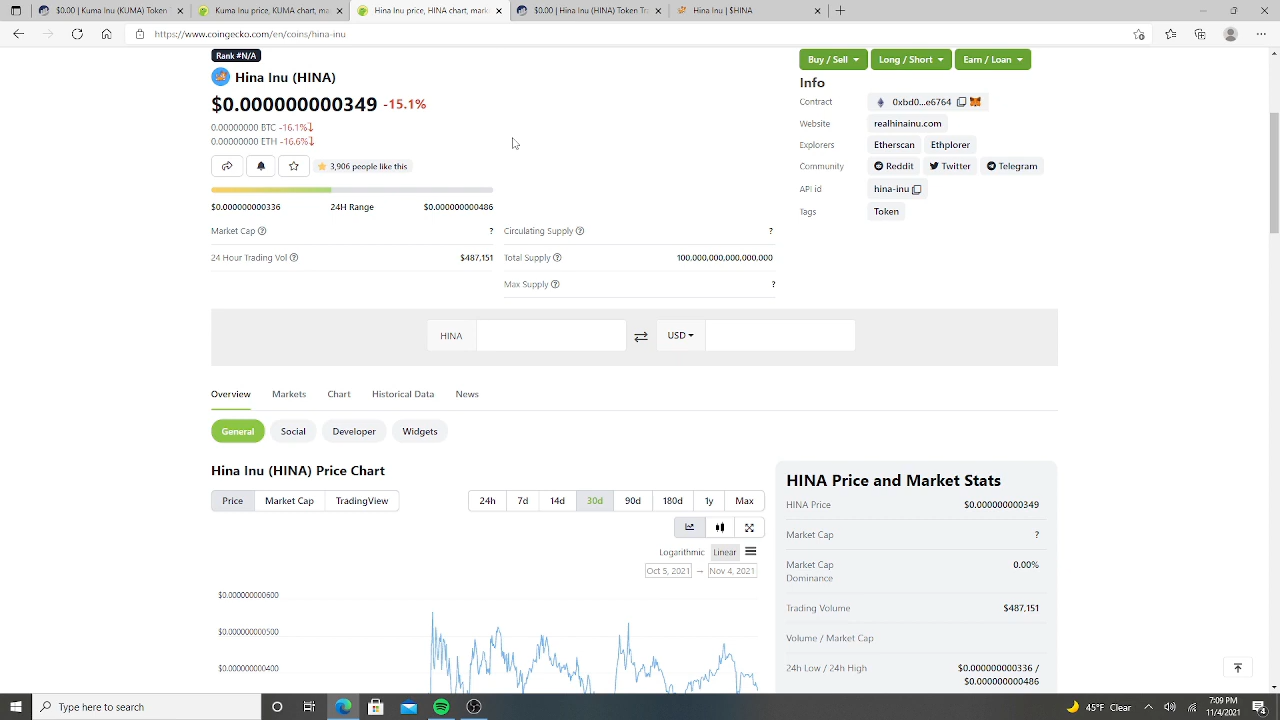 $0.00 | Kuma Inu (KUMA) Token T
Kuma Inu price, KUMA chart, ma
Hina Inu price, HINA chart, mark
$0.00 | Hina Inu (HINA) Token Tr
Hina Inu | $HINA
https://www.coingecko.com/en/coins/hina-inu
Rank #N/A
Hina Inu (HINA)
$0.000000000349 -15.1%
0.00000000 BTC -16.1%
0.00000000 ETH -16.6%
3,906 people like this
$0.000000000336 24H Range $0.000000000486
Market Cap ?
24 Hour Trading Vol $487,151
Circulating Supply ?
Total Supply 100,000,000,000,000,000
Max Supply ?
Buy / Sell Long / Short Earn / Loan
Info
Contract 0xbd0...e6764
Website realhinainu.com
Explorers Etherscan Ethplorer
Community Reddit Twitter Telegram
API id hina-inu
Tags Token
HINA USD
Overview Markets Chart Historical Data News
General Social Developer Widgets
Hina Inu (HINA) Price Chart
Price Market Cap TradingView 24h 7d 14d 30d 90d 180d 1y Max
Logarithmic Linear
Oct 5, 2021 → Nov 4, 2021
$0.000000000600
$0.000000000500
$0.000000000400
HINA Price and Market Stats
HINA Price $0.000000000349
Market Cap ?
Market Cap 0.00%
Dominance
Trading Volume $487,151
Volume / Market Cap
24h Low / 24h High $0.000000000336 /
$0.000000000486
Type here to search
45°F Clear
7:09 PM
11/4/2021